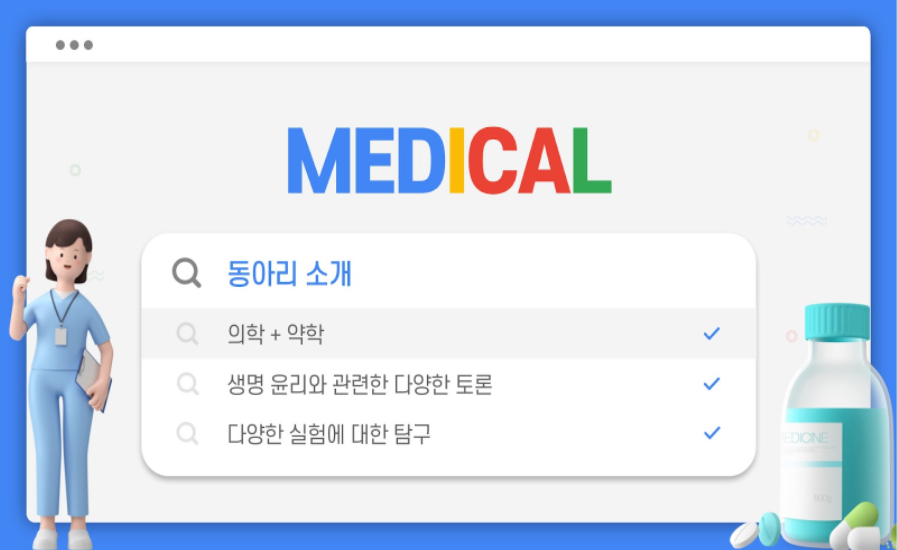 MEDICAL
동아리 소개
의학 + 약학
생명 윤리와 관련한 다양한 토론
다양한 실험에 대한 탐구
EDICINE